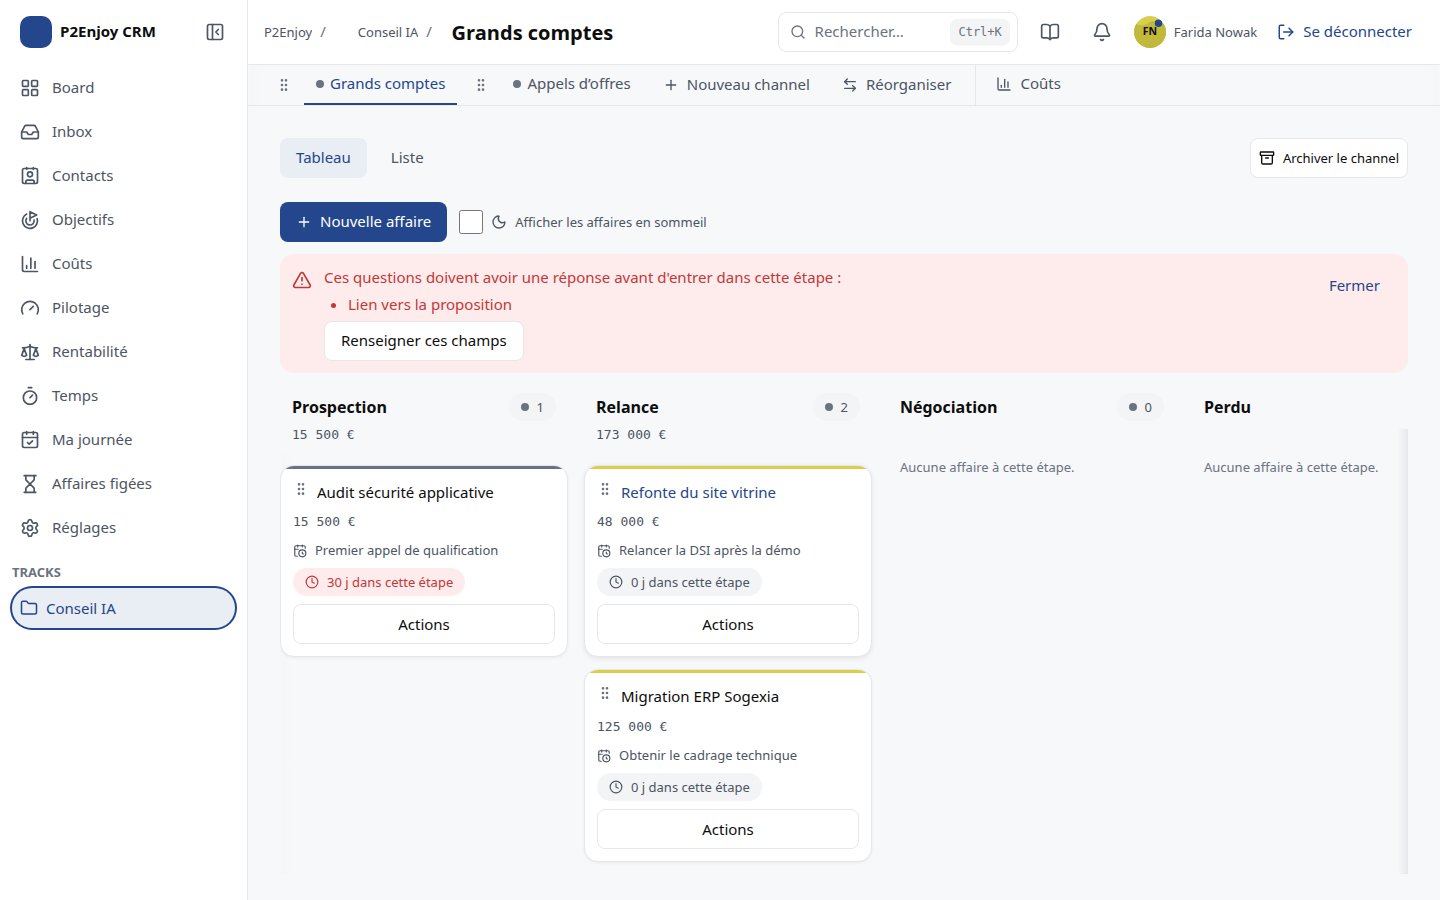 P2Enjoy CRM
Board
Inbox
Contacts
Objectifs
Coûts
Pilotage
Rentabilité
Temps
Ma journée
Affaires figées
Réglages
TRACKS
Conseil IA
P2Enjoy / Conseil IA / Grands comptes
Rechercher... Ctrl+K
FN Farida Nowak
Se déconnecter
Grands comptes
Appels d'offres
Nouveau channel
Réorganiser
Coûts
Tableau
Liste
Archiver le channel
Nouvelle affaire
Afficher les affaires en sommeil
Ces questions doivent avoir une réponse avant d'entrer dans cette étape :
Lien vers la proposition
Renseigner ces champs
Fermer
Prospection 1
15 500 €
Audit sécurité applicative
15 500 €
Premier appel de qualification
30 j dans cette étape
Actions
Relance 2
173 000 €
Refonte du site vitrine
48 000 €
Relancer la DSI après la démo
0 j dans cette étape
Actions
Migration ERP Sogexia
125 000 €
Obtenir le cadrage technique
0 j dans cette étape
Actions
Négociation 0
Aucune affaire à cette étape.
Perdu
Aucune affaire à cette étape.